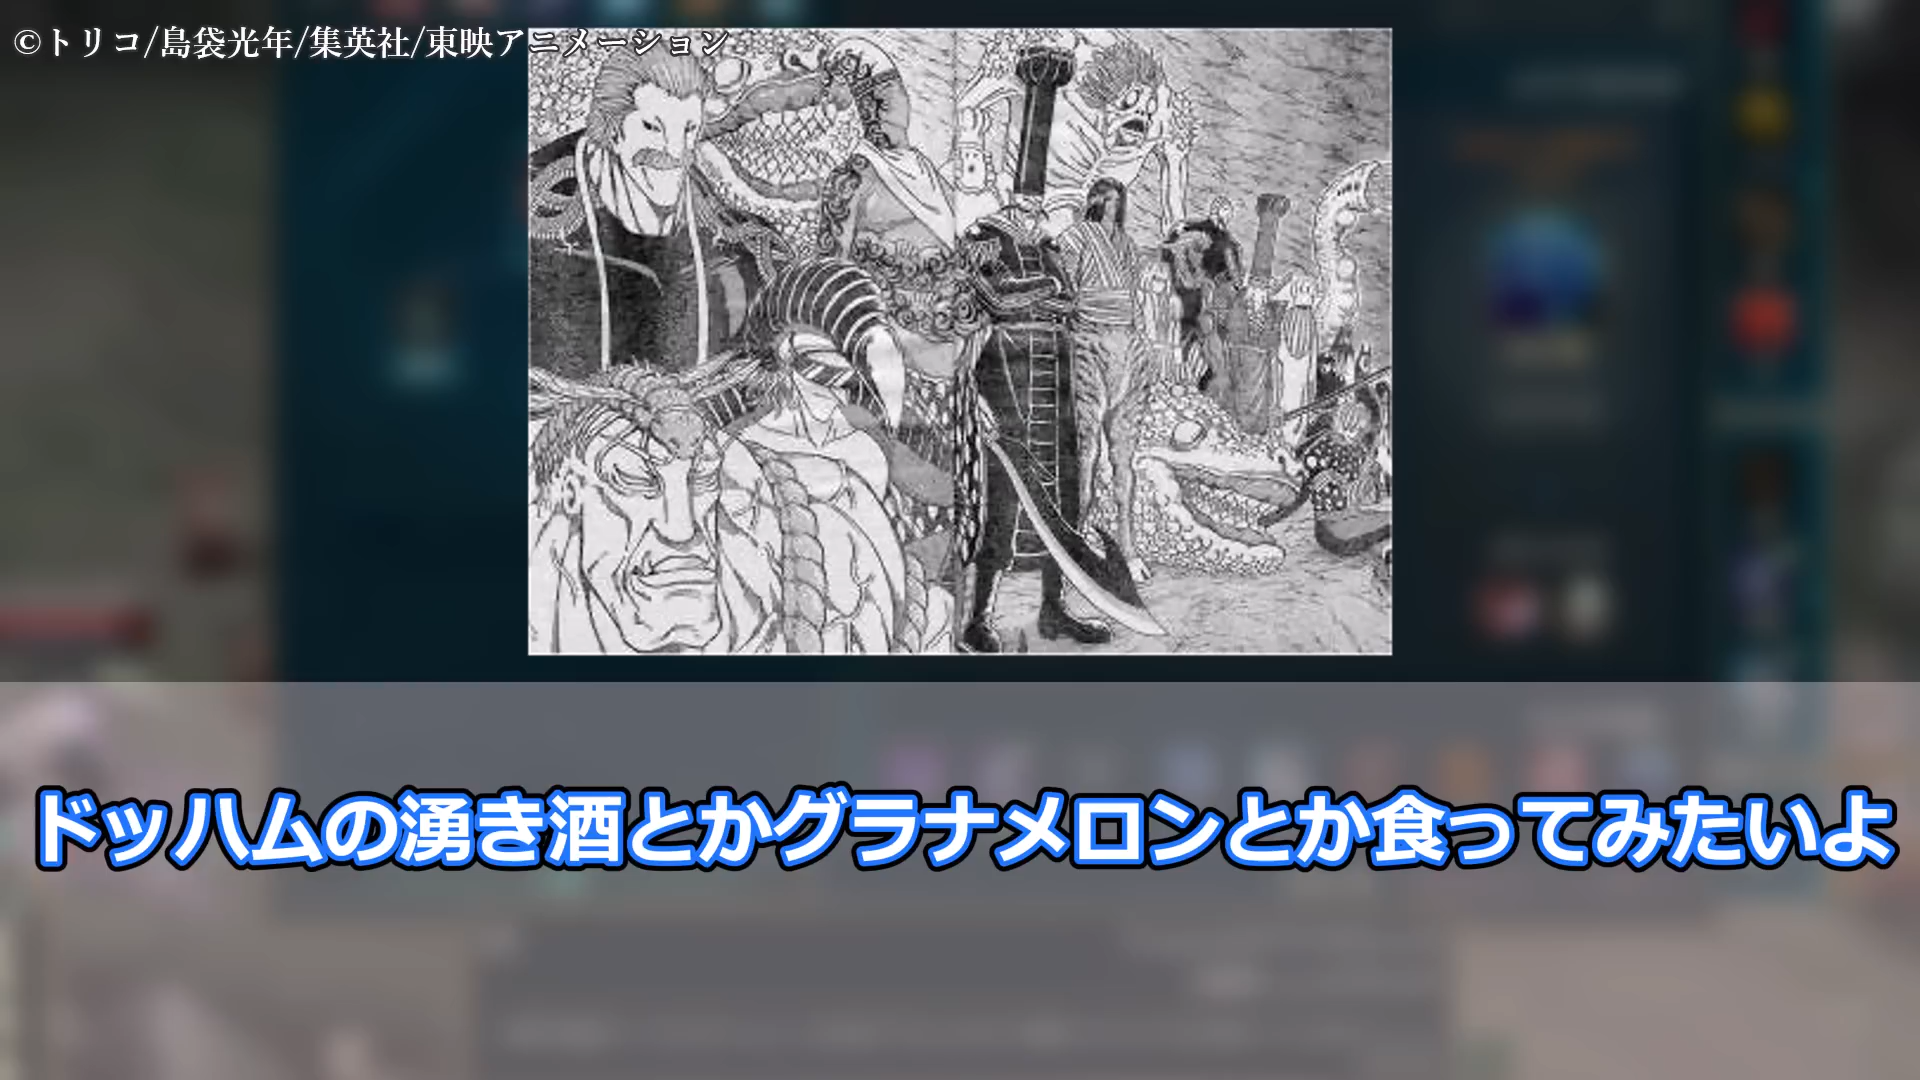 ©トリコ/島袋光年/集英社/東映アニメーション
ドッハムの湧き酒とかグラナメロンとか食ってみたいよ